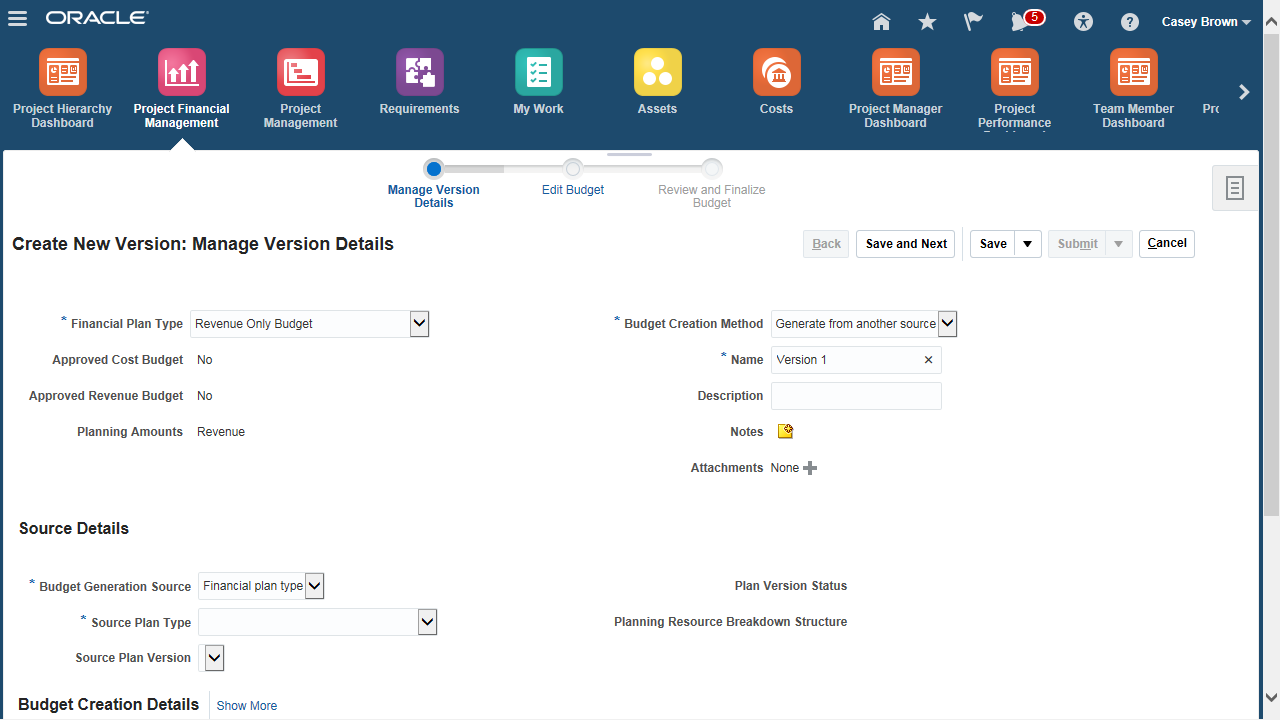 ORACLE
5
Casey Brown
Project Hierarchy
Dashboard
Project Financial
Management
Project
Management
Requirements
My Work
Assets
Costs
Project Manager
Dashboard
Project
Performance
Team Member
Dashboard
Manage Version
Details
Edit Budget
Review and Finalize
Budget
Create New Version: Manage Version Details
Back
Save and Next
Save
Submit
Cancel
* Financial Plan Type Revenue Only Budget
Approved Cost Budget No
Approved Revenue Budget No
Planning Amounts Revenue
* Budget Creation Method Generate from another source
* Name Version 1
Description
Notes
Attachments None
Source Details
* Budget Generation Source Financial plan type
* Source Plan Type
Source Plan Version
Plan Version Status
Planning Resource Breakdown Structure
Budget Creation Details Show More